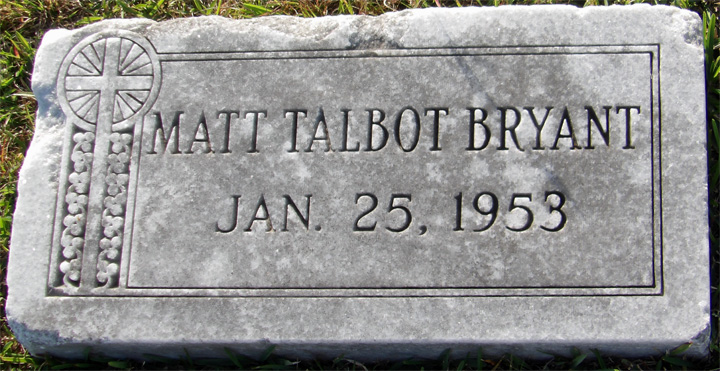 MATT TALBOT BRYANT
JAN. 25, 1953